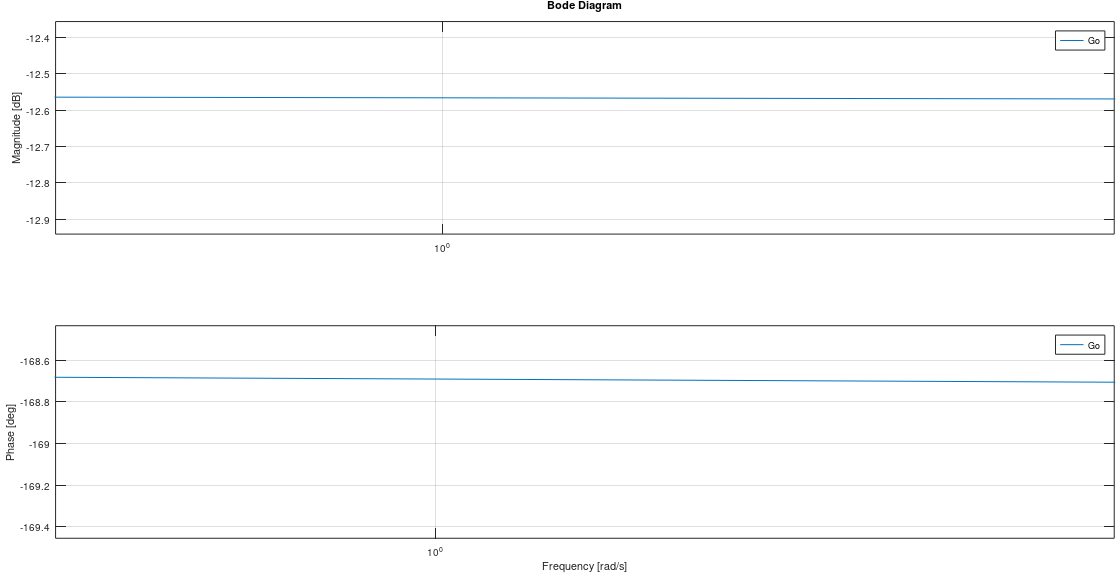 Bode Diagram
Go
Magnitude [dB]
-12.4
-12.5
-12.6
-12.7
-12.8
-12.9
10⁰
Go
Phase [deg]
-168.6
-168.8
-169
-169.2
-169.4
10⁰
Frequency [rad/s]